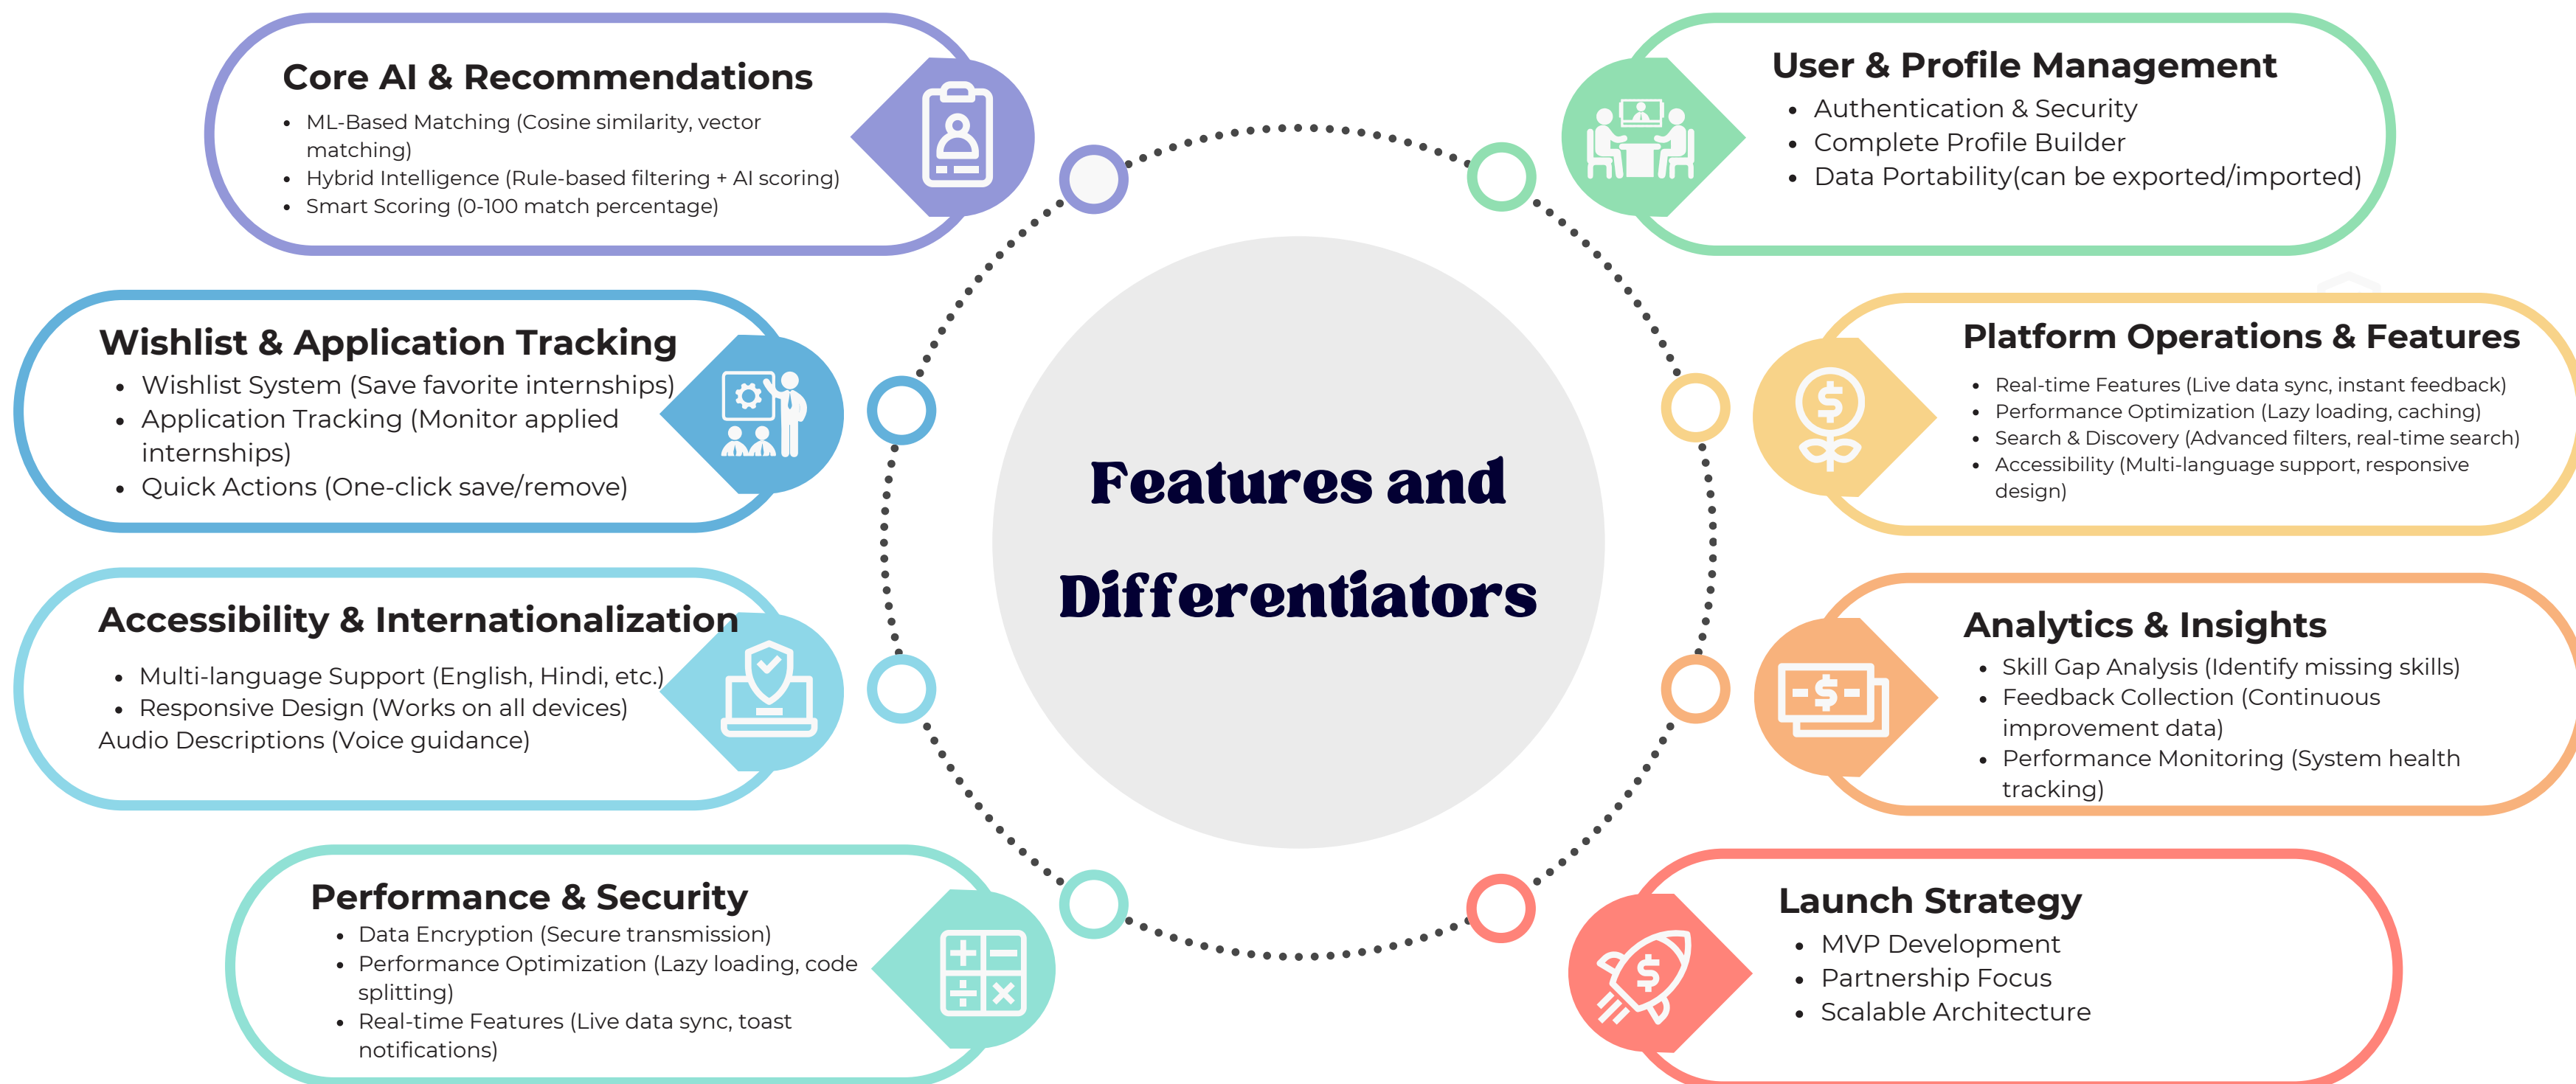 Core AI & Recommendations
• ML-Based Matching (Cosine similarity, vector
matching)
• Hybrid Intelligence (Rule-based filtering + AI scoring)
• Smart Scoring (0-100 match percentage)
Wishlist & Application Tracking
• Wishlist System (Save favorite internships)
• Application Tracking (Monitor applied
internships)
• Quick Actions (One-click save/remove)
Accessibility & Internationalization
• Multi-language Support (English, Hindi, etc.)
• Responsive Design (Works on all devices)
Audio Descriptions (Voice guidance)
Performance & Security
• Data Encryption (Secure transmission)
• Performance Optimization (Lazy loading, code
splitting)
• Real-time Features (Live data sync, toast
notifications)
Features and
Differentiators
User & Profile Management
• Authentication & Security
• Complete Profile Builder
• Data Portability(can be exported/imported)
Platform Operations & Features
• Real-time Features (Live data sync, instant feedback)
• Performance Optimization (Lazy loading, caching)
• Search & Discovery (Advanced filters, real-time search)
• Accessibility (Multi-language support, responsive
design)
Analytics & Insights
• Skill Gap Analysis (Identify missing skills)
• Feedback Collection (Continuous
improvement data)
• Performance Monitoring (System health
tracking)
Launch Strategy
• MVP Development
• Partnership Focus
• Scalable Architecture